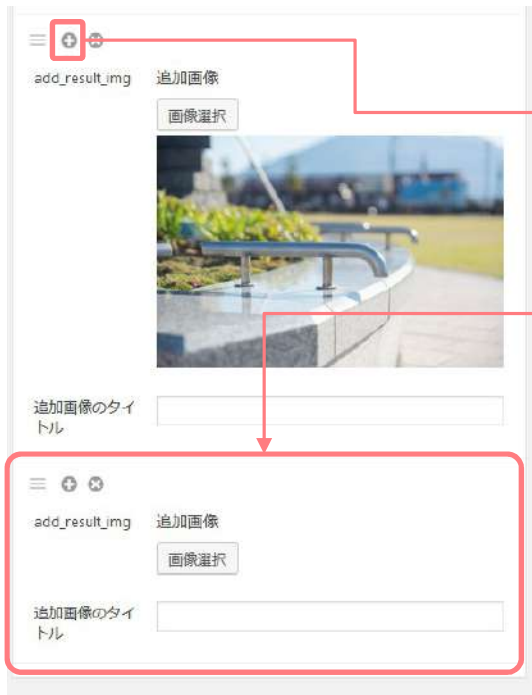 add_result_img 追加画像
画像選択
追加画像のタイ
トル
add_result_img 追加画像
画像選択
追加画像のタイ
トル